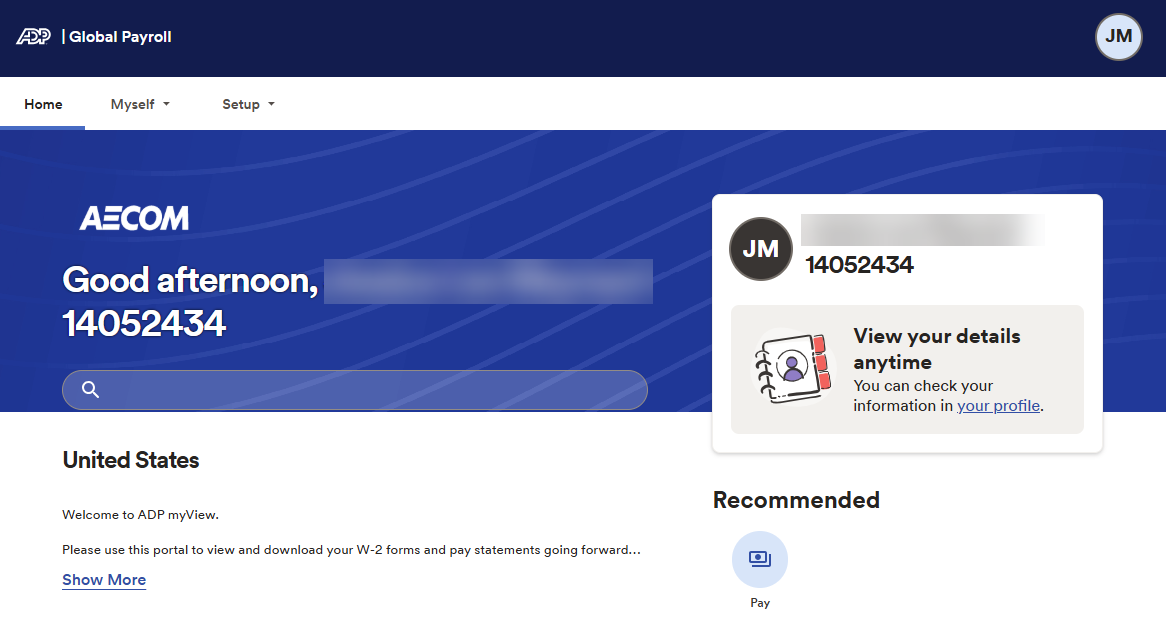 ADP | Global Payroll
JM
Home
Myself
Setup
AECOM
Good afternoon,
14052434
JM
14052434
View your details
anytime
You can check your
information in your profile.
United States
Welcome to ADP myView.
Please use this portal to view and download your W-2 forms and pay statements going forward...
Show More
Recommended
Pay